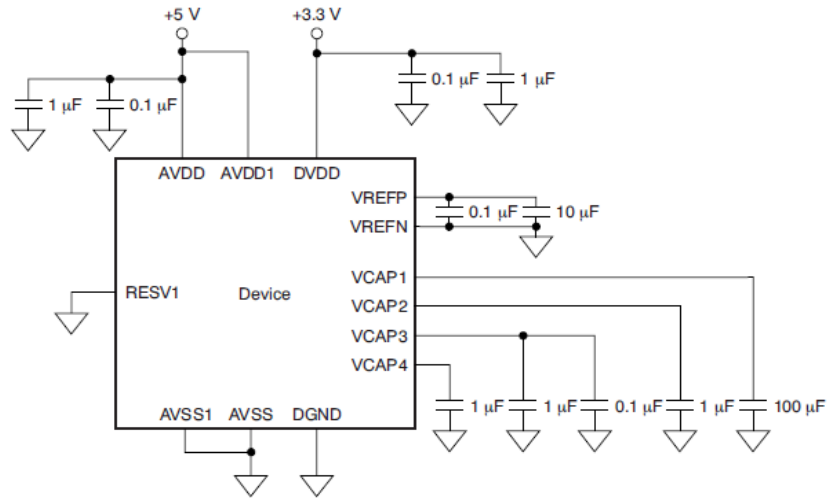 +5 V
+3.3 V
1 µF
0.1 µF
0.1 µF
1 µF
AVDD
AVDD1
DVDD
VREFP
0.1 µF
10 µF
VREFN
VCAP1
RESV1
Device
VCAP2
VCAP3
VCAP4
1 µF
1 µF
0.1 µF
1 µF
100 µF
AVSS1
AVSS
DGND